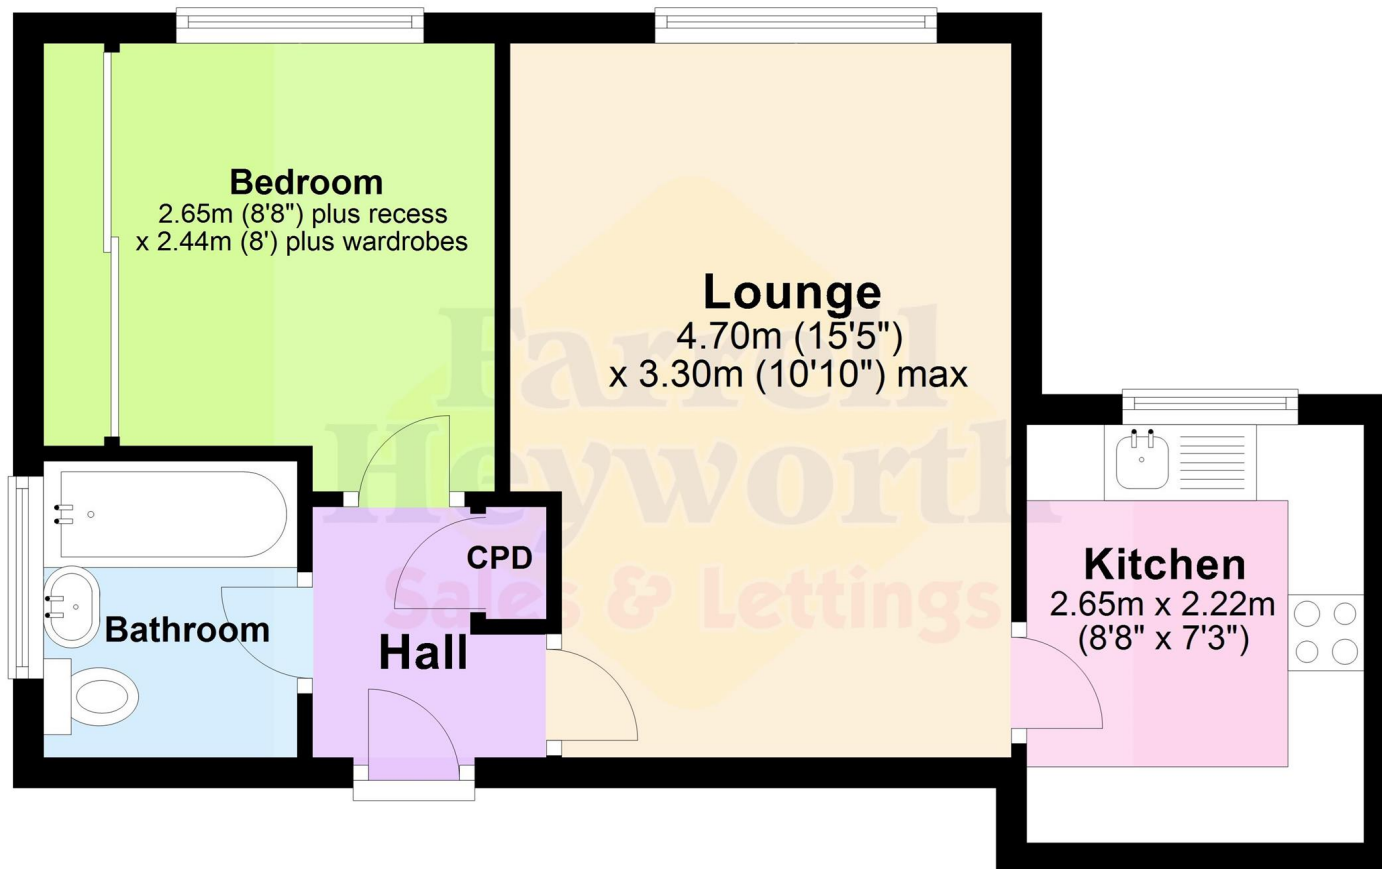 Bedroom
2.65m (8'8") plus recess
x 2.44m (8') plus wardrobes
Lounge
4.70m (15'5")
x 3.30m (10'10") max
Farrell
Heyworth
Sales & Lettings
CPD
Kitchen
2.65m x 2.22m
(8'8" x 7'3")
Bathroom
Hall